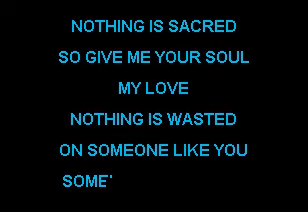 NOTHING IS SACRED
SO GIVE ME YOUR SOUL
MY LOVE
NOTHING IS WASTED
ON SOMEONE LIKE YOU
SOME'